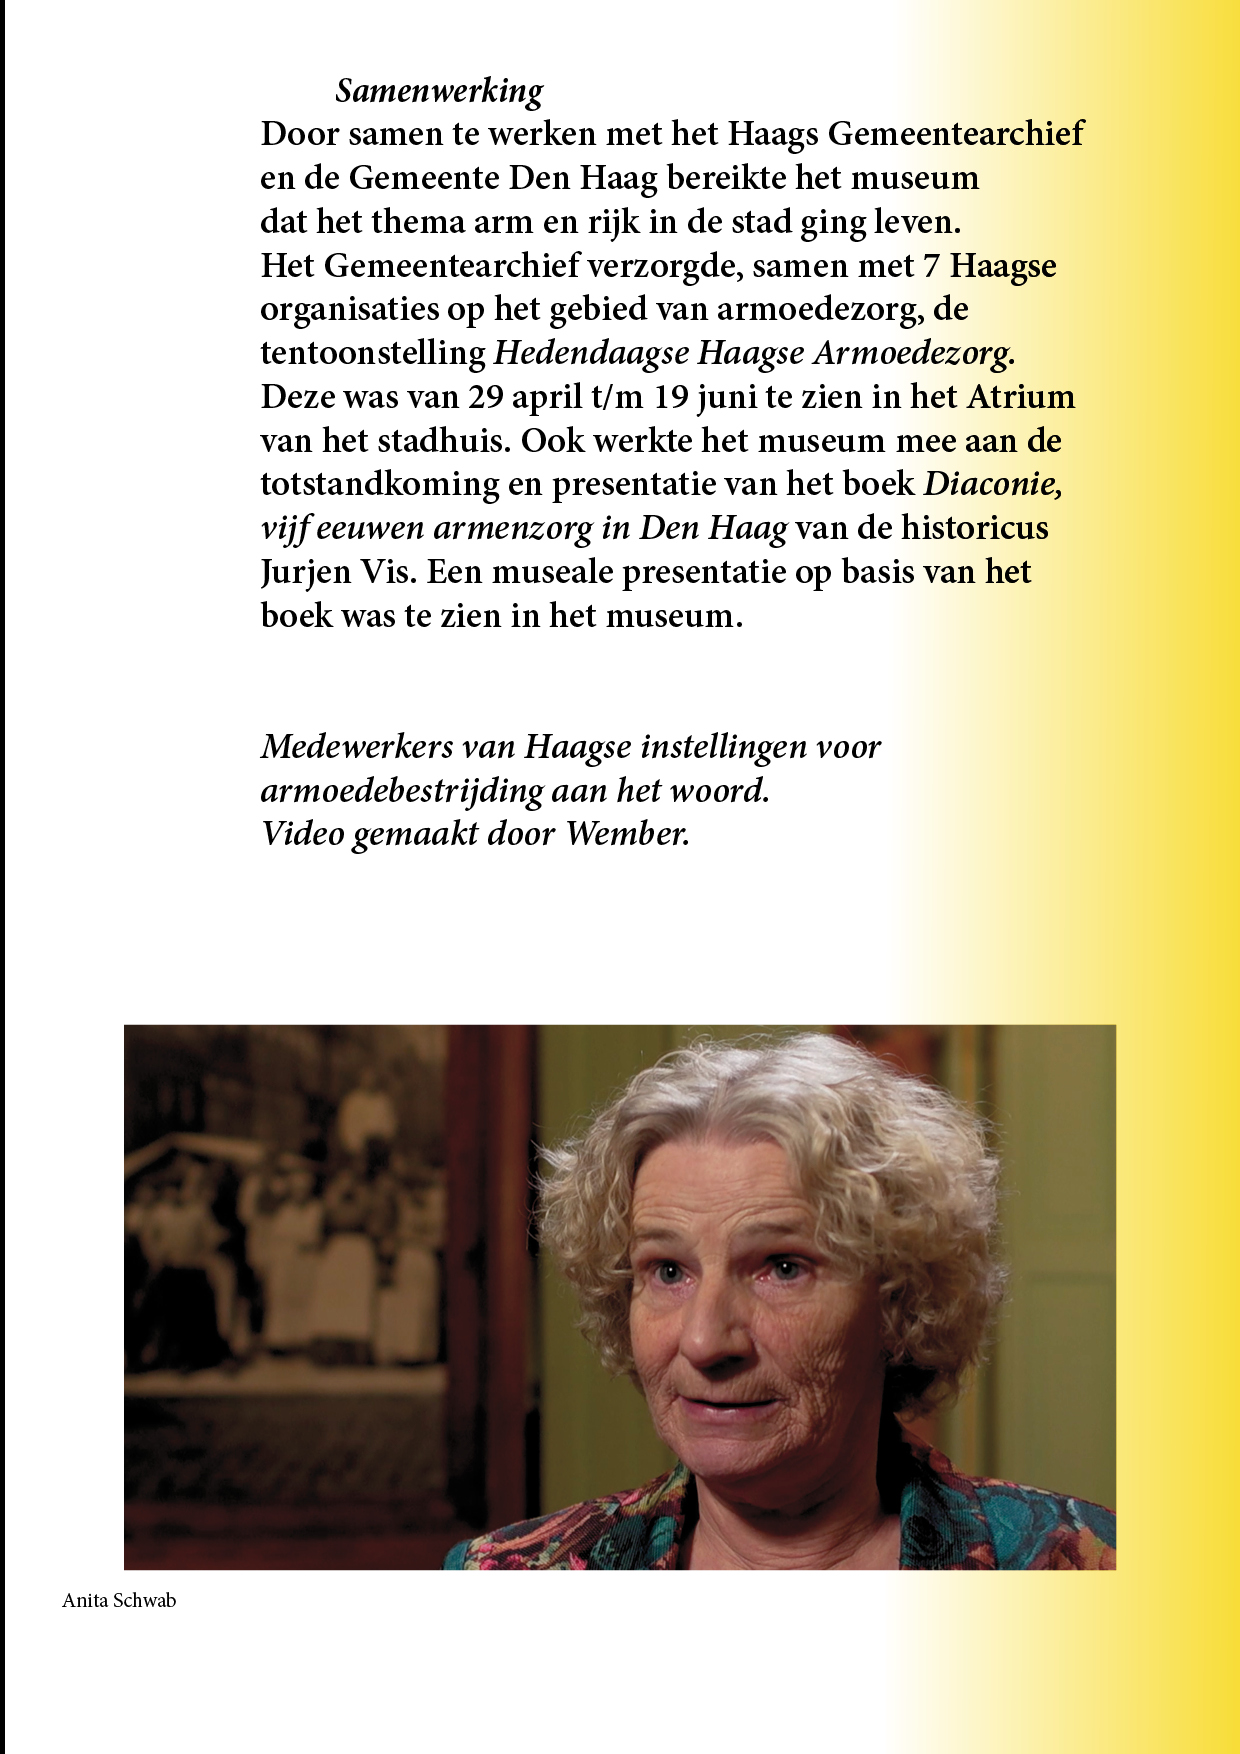 Samenwerking
Door samen te werken met het Haags Gemeentearchief
en de Gemeente Den Haag bereikte het museum
dat het thema arm en rijk in de stad ging leven.
Het Gemeentearchief verzorgde, samen met 7 Haagse
organisaties op het gebied van armoedezorg, de
tentoonstelling Hedendaagse Haagse Armoedezorg.
Deze was van 29 april t/m 19 juni te zien in het Atrium
van het stadhuis. Ook werkte het museum mee aan de
totstandkoming en presentatie van het boek Diaconie,
vijf eeuwen armenzorg in Den Haag van de historicus
Jurjen Vis. Een museale presentatie op basis van het
boek was te zien in het museum.
Medewerkers van Haagse instellingen voor
armoedebestrijding aan het woord.
Video gemaakt door Wember.
Anita Schwab